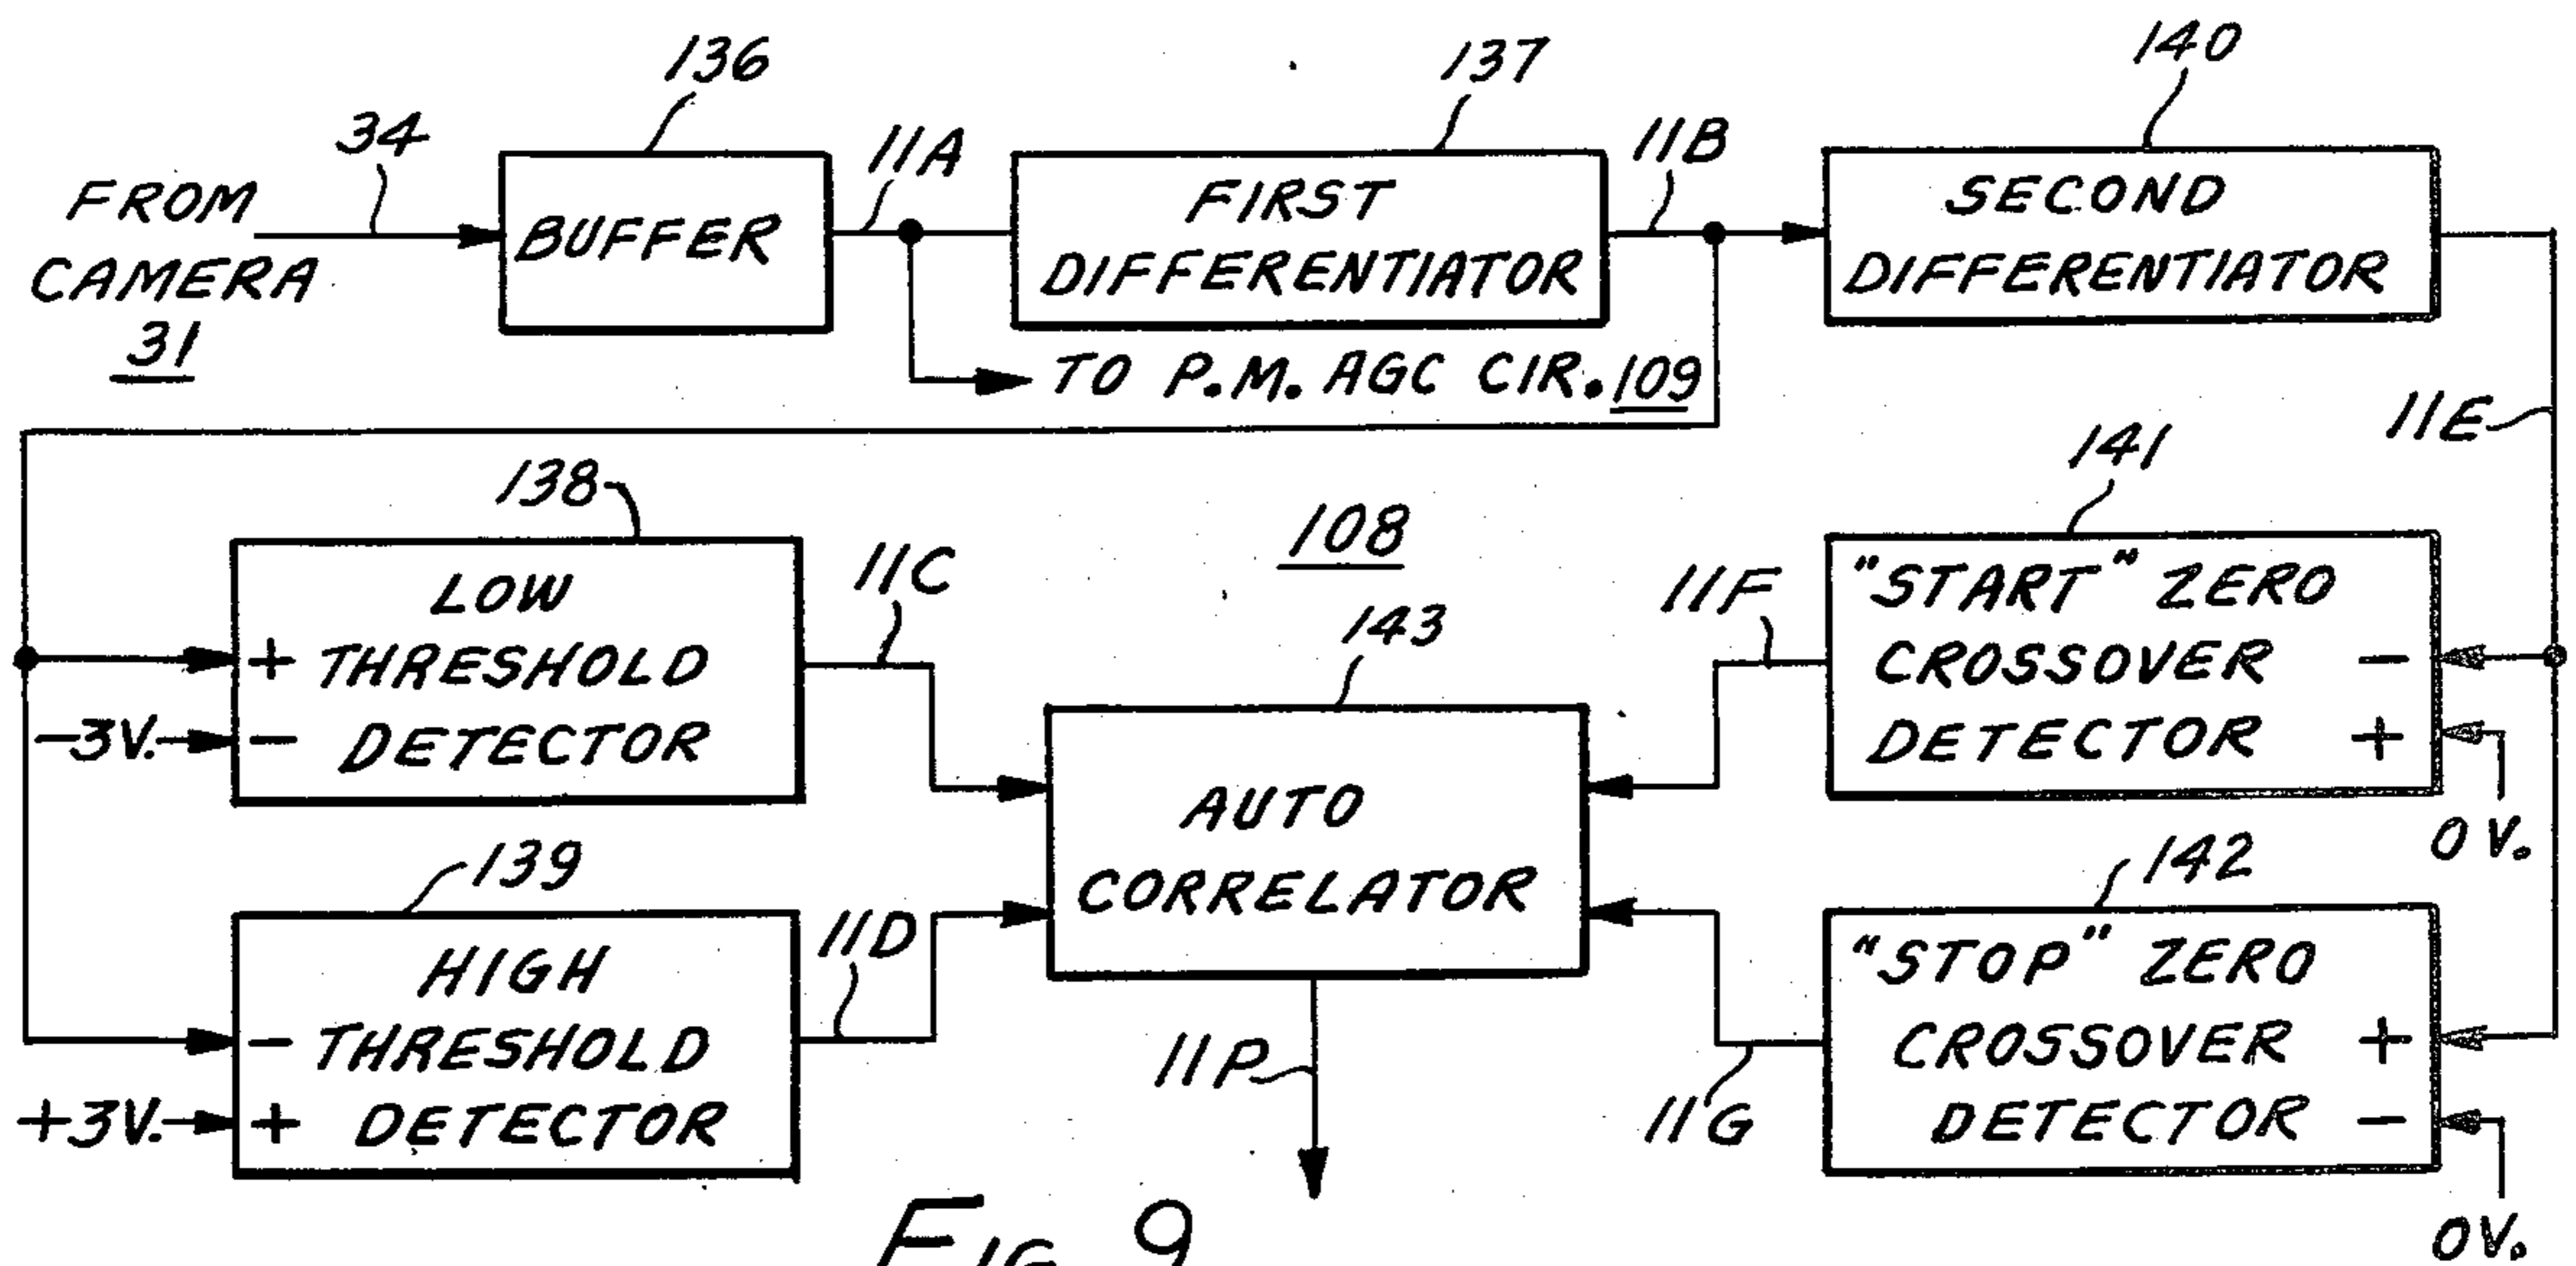 136
137
140
34
11A
11B
FROM
CAMERA
31
BUFFER
FIRST
DIFFERENTIATOR
SECOND
DIFFERENTIATOR
TO P.M. AGC CIR. 109
11E
138
LOW
+ THRESHOLD
-3V. - DETECTOR
11C
108
141
"START" ZERO
CROSSOVER -
DETECTOR +
0 V.
11F
143
AUTO
CORRELATOR
139
HIGH
- THRESHOLD
+3V. + DETECTOR
11D
11P
142
"STOP" ZERO
CROSSOVER +
DETECTOR -
0V.
11G
FIG 9